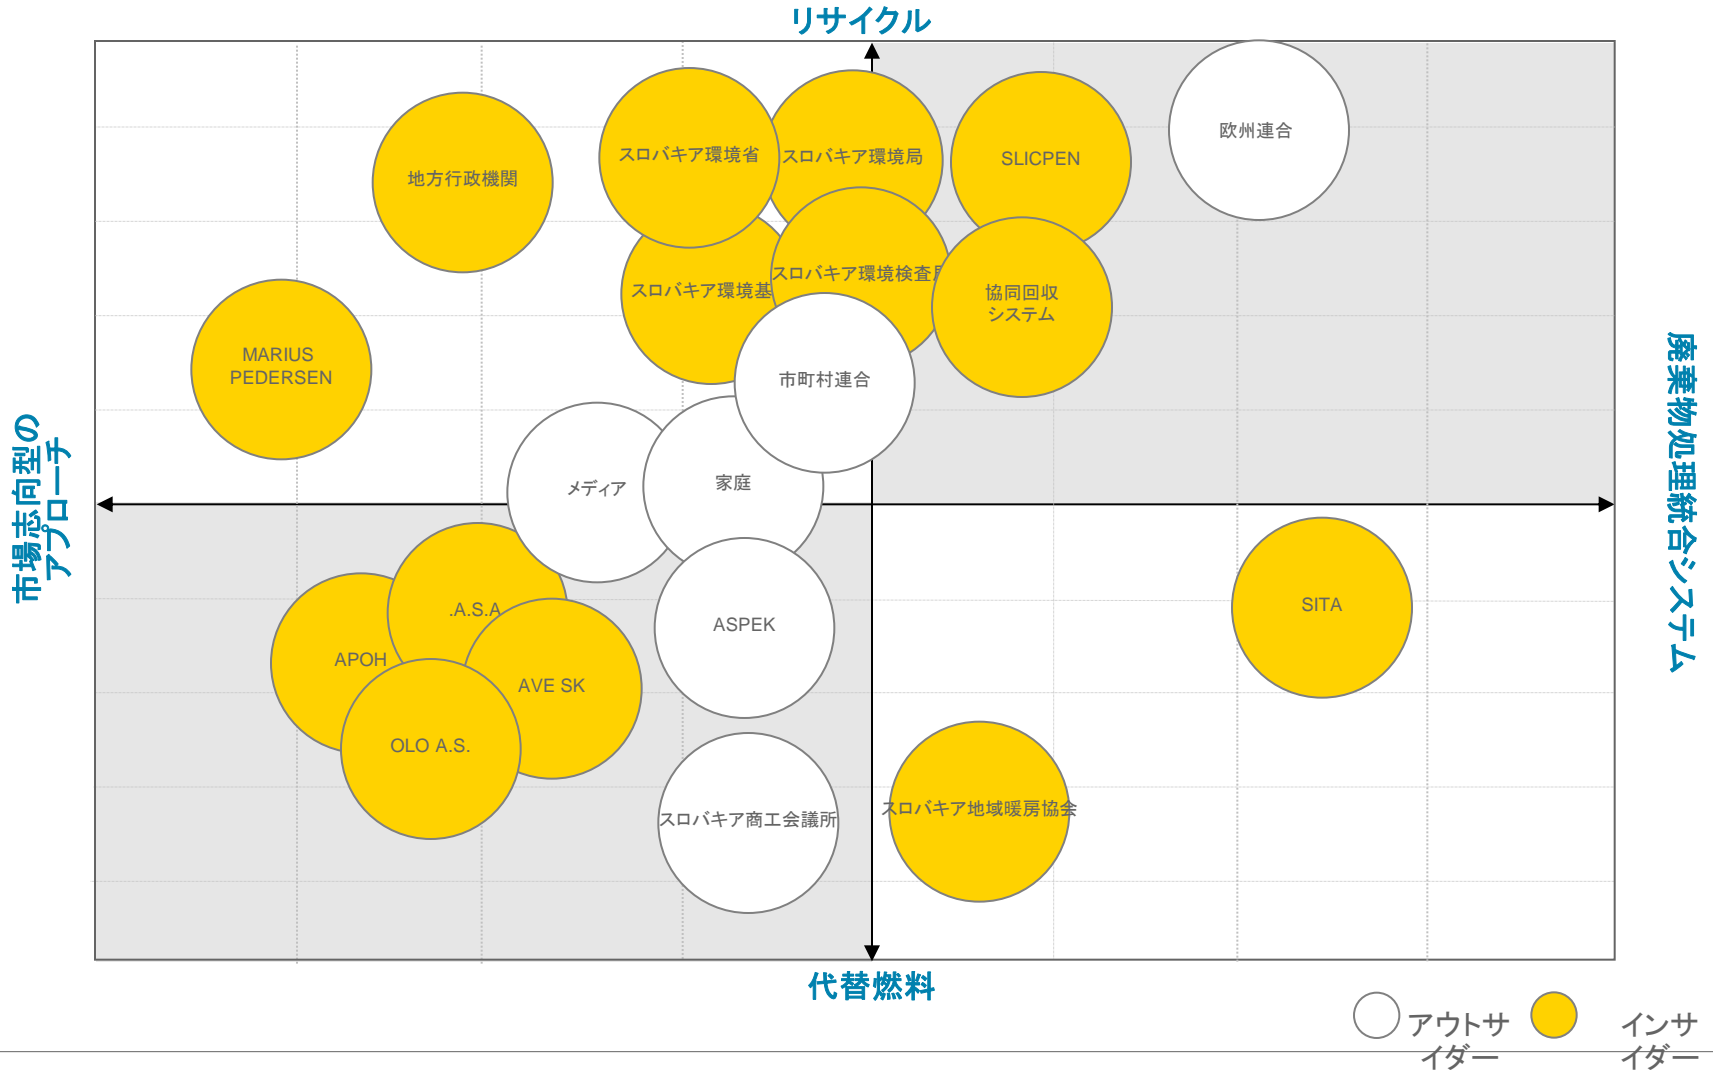 リサイクル
欧州連合
スロバキア環境省
スロバキア環境局
SLICPEN
地方行政機関
スロバキア環境検査局
スロバキア環境基
協同回収
システム
MARIUS
PEDERSEN
市町村連合
メディア
家庭
市場志向型の
アプローチ
廃棄物処理統合システム
.A.S.A
SITA
ASPEK
APOH
AVE SK
OLO A.S.
スロバキア地域暖房協会
スロバキア商工会議所
代替燃料
アウトサ
イダー
インサ
イダー